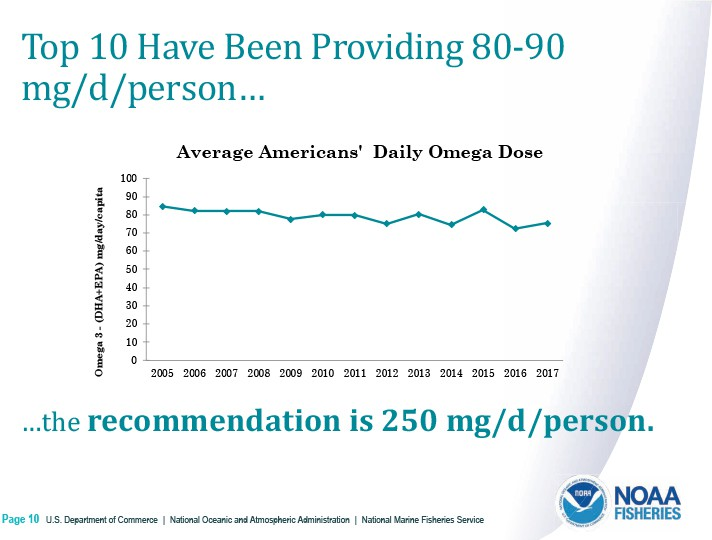 Top 10 Have Been Providing 80-90
mg/d/person…
Average Americans'  Daily Omega Dose
Omega 3 - (DHA+EPA) mg/day/capita
100
90
80
70
60
50
40
30
20
10
0
2005 2006 2007 2008 2009 2010 2011 2012 2013 2014 2015 2016 2017
…the recommendation is 250 mg/d/person.
NOAA
NOAA
FISHERIES
Page 10 U.S. Department of Commerce | National Oceanic and Atmospheric Administration | National Marine Fisheries Service